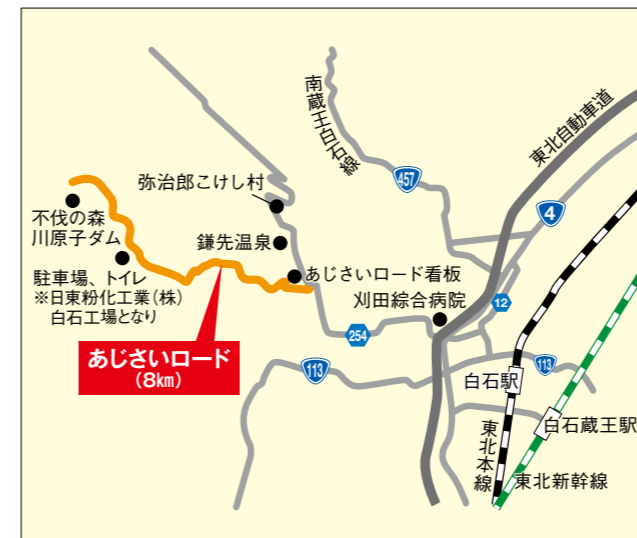 南蔵王白石線
東北自動車道
457
4
弥治郎こけし村
不伐の森
川原子ダム
鎌先温泉
駐車場、トイレ
※日東粉化工業(株)
白石工場となり
あじさいロード看板
刈田綜合病院
12
254
あじさいロード
(8km)
113
113
白石駅
白石蔵王駅
東北本線
東北新幹線